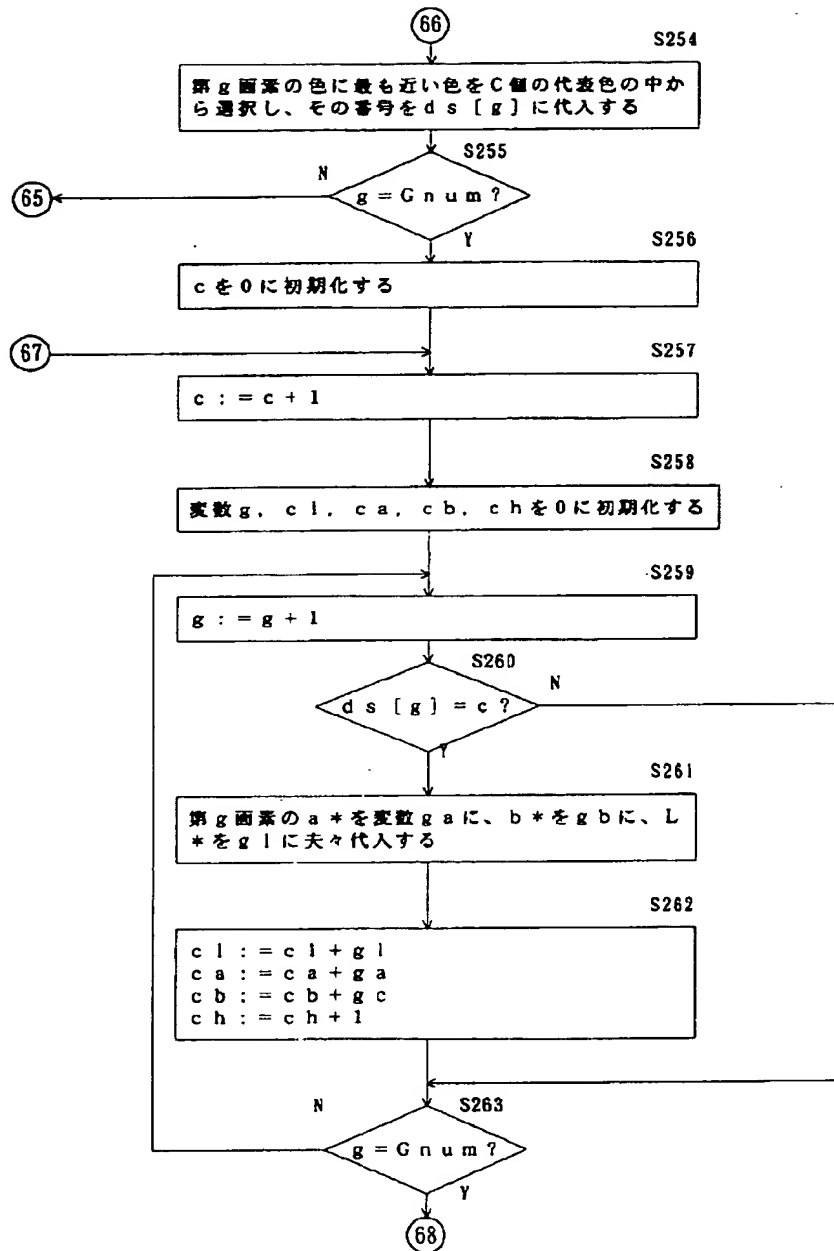 66
S254
第g画素の色に最も近い色をC個の代表色の中か
ら選択し、その番号をds[g]に代入する
S255
N
65
g=Gnum?
Y
S256
cを0に初期化する
67
S257
c:=c+1
S258
変数g, cl, ca, cb, chを0に初期化する
S259
g:=g+1
S260
N
ds[g]=c?
Y
S261
第g画素のa*を変数gaに、b*をgbに、L
*をglに夫々代入する
S262
cl:=cl+gl
ca:=ca+ga
cb:=cb+gc
ch:=ch+1
N
S263
g=Gnum?
Y
68